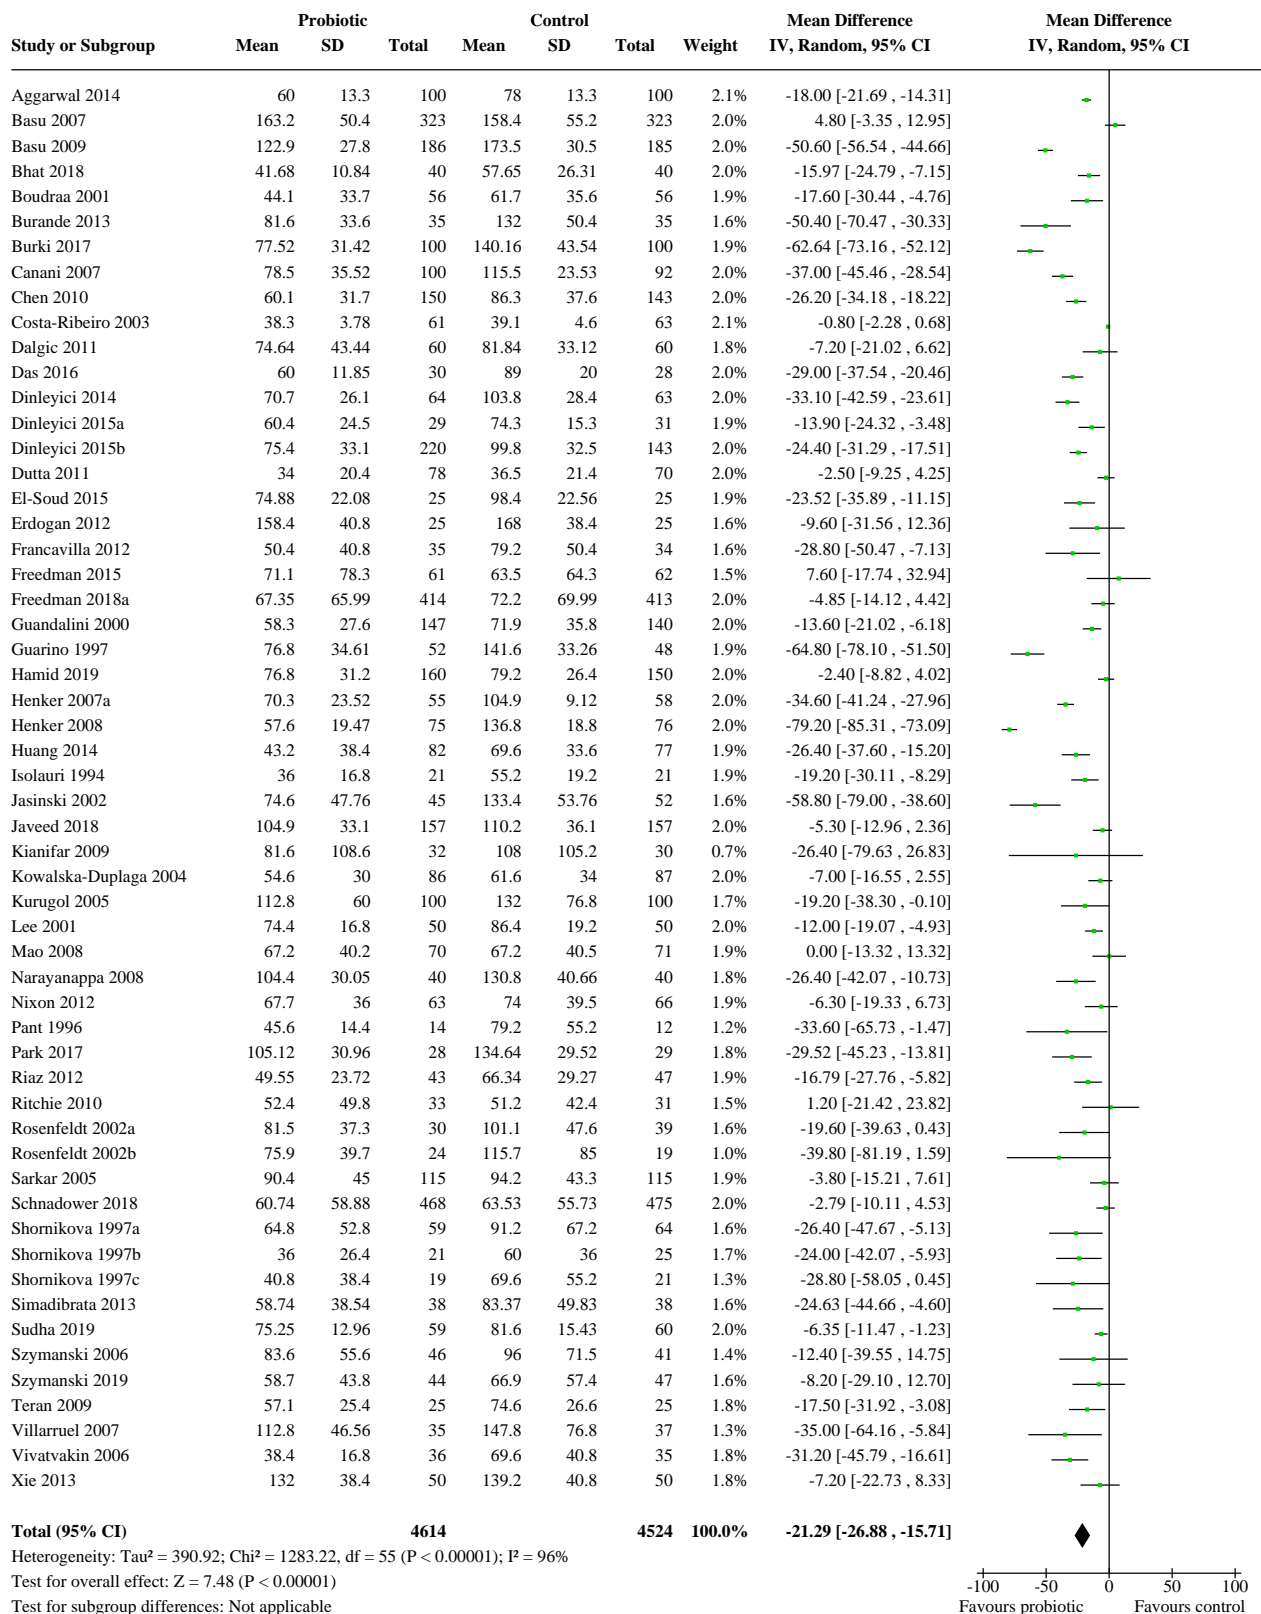 Probiotic Control Mean Difference Mean Difference
Study or Subgroup Mean SD Total Mean SD Total Weight IV, Random, 95% CI IV, Random, 95% CI
Aggarwal 2014 60 13.3 100 78 13.3 100 2.1% -18.00 [-21.69 , -14.31]
Basu 2007 163.2 50.4 323 158.4 55.2 323 2.0% 4.80 [-3.35 , 12.95]
Basu 2009 122.9 27.8 186 173.5 30.5 185 2.0% -50.60 [-56.54 , -44.66]
Bhat 2018 41.68 10.84 40 57.65 26.31 40 2.0% -15.97 [-24.79 , -7.15]
Boudraa 2001 44.1 33.7 56 61.7 35.6 56 1.9% -17.60 [-30.44 , -4.76]
Burande 2013 81.6 33.6 35 132 50.4 35 1.6% -50.40 [-70.47 , -30.33]
Burki 2017 77.52 31.42 100 140.16 43.54 100 1.9% -62.64 [-73.16 , -52.12]
Canani 2007 78.5 35.52 100 115.5 23.53 92 2.0% -37.00 [-45.46 , -28.54]
Chen 2010 60.1 31.7 150 86.3 37.6 143 2.0% -26.20 [-34.18 , -18.22]
Costa-Ribeiro 2003 38.3 3.78 61 39.1 4.6 63 2.1% -0.80 [-2.28 , 0.68]
Dalgic 2011 74.64 43.44 60 81.84 33.12 60 1.8% -7.20 [-21.02 , 6.62]
Das 2016 60 11.85 30 89 20 28 2.0% -29.00 [-37.54 , -20.46]
Dinleyici 2014 70.7 26.1 64 103.8 28.4 63 2.0% -33.10 [-42.59 , -23.61]
Dinleyici 2015a 60.4 24.5 29 74.3 15.3 31 1.9% -13.90 [-24.32 , -3.48]
Dinleyici 2015b 75.4 33.1 220 99.8 32.5 143 2.0% -24.40 [-31.29 , -17.51]
Dutta 2011 34 20.4 78 36.5 21.4 70 2.0% -2.50 [-9.25 , 4.25]
El-Soud 2015 74.88 22.08 25 98.4 22.56 25 1.9% -23.52 [-35.89 , -11.15]
Erdogan 2012 158.4 40.8 25 168 38.4 25 1.6% -9.60 [-31.56 , 12.36]
Francavilla 2012 50.4 40.8 35 79.2 50.4 34 1.6% -28.80 [-50.47 , -7.13]
Freedman 2015 71.1 78.3 61 63.5 64.3 62 1.5% 7.60 [-17.74 , 32.94]
Freedman 2018a 67.35 65.99 414 72.2 69.99 413 2.0% -4.85 [-14.12 , 4.42]
Guandalini 2000 58.3 27.6 147 71.9 35.8 140 2.0% -13.60 [-21.02 , -6.18]
Guarino 1997 76.8 34.61 52 141.6 33.26 48 1.9% -64.80 [-78.10 , -51.50]
Hamid 2019 76.8 31.2 160 79.2 26.4 150 2.0% -2.40 [-8.82 , 4.02]
Henker 2007a 70.3 23.52 55 104.9 9.12 58 2.0% -34.60 [-41.24 , -27.96]
Henker 2008 57.6 19.47 75 136.8 18.8 76 2.0% -79.20 [-85.31 , -73.09]
Huang 2014 43.2 38.4 82 69.6 33.6 77 1.9% -26.40 [-37.60 , -15.20]
Isolauri 1994 36 16.8 21 55.2 19.2 21 1.9% -19.20 [-30.11 , -8.29]
Jasinski 2002 74.6 47.76 45 133.4 53.76 52 1.6% -58.80 [-79.00 , -38.60]
Javeed 2018 104.9 33.1 157 110.2 36.1 157 2.0% -5.30 [-12.96 , 2.36]
Kianifar 2009 81.6 108.6 32 108 105.2 30 0.7% -26.40 [-79.63 , 26.83]
Kowalska-Duplaga 2004 54.6 30 86 61.6 34 87 2.0% -7.00 [-16.55 , 2.55]
Kurugol 2005 112.8 60 100 132 76.8 100 1.7% -19.20 [-38.30 , -0.10]
Lee 2001 74.4 16.8 50 86.4 19.2 50 2.0% -12.00 [-19.07 , -4.93]
Mao 2008 67.2 40.2 70 67.2 40.5 71 1.9% 0.00 [-13.32 , 13.32]
Narayanappa 2008 104.4 30.05 40 130.8 40.66 40 1.8% -26.40 [-42.07 , -10.73]
Nixon 2012 67.7 36 63 74 39.5 66 1.9% -6.30 [-19.33 , 6.73]
Pant 1996 45.6 14.4 14 79.2 55.2 12 1.2% -33.60 [-65.73 , -1.47]
Park 2017 105.12 30.96 28 134.64 29.52 29 1.8% -29.52 [-45.23 , -13.81]
Riaz 2012 49.55 23.72 43 66.34 29.27 47 1.9% -16.79 [-27.76 , -5.82]
Ritchie 2010 52.4 49.8 33 51.2 42.4 31 1.5% 1.20 [-21.42 , 23.82]
Rosenfeldt 2002a 81.5 37.3 30 101.1 47.6 39 1.6% -19.60 [-39.63 , 0.43]
Rosenfeldt 2002b 75.9 39.7 24 115.7 85 19 1.0% -39.80 [-81.19 , 1.59]
Sarkar 2005 90.4 45 115 94.2 43.3 115 1.9% -3.80 [-15.21 , 7.61]
Schnadower 2018 60.74 58.88 468 63.53 55.73 475 2.0% -2.79 [-10.11 , 4.53]
Shornikova 1997a 64.8 52.8 59 91.2 67.2 64 1.6% -26.40 [-47.67 , -5.13]
Shornikova 1997b 36 26.4 21 60 36 25 1.7% -24.00 [-42.07 , -5.93]
Shornikova 1997c 40.8 38.4 19 69.6 55.2 21 1.3% -28.80 [-58.05 , 0.45]
Simadibrata 2013 58.74 38.54 38 83.37 49.83 38 1.6% -24.63 [-44.66 , -4.60]
Sudha 2019 75.25 12.96 59 81.6 15.43 60 2.0% -6.35 [-11.47 , -1.23]
Szymanski 2006 83.6 55.6 46 96 71.5 41 1.4% -12.40 [-39.55 , 14.75]
Szymanski 2019 58.7 43.8 44 66.9 57.4 47 1.6% -8.20 [-29.10 , 12.70]
Teran 2009 57.1 25.4 25 74.6 26.6 25 1.8% -17.50 [-31.92 , -3.08]
Villarruel 2007 112.8 46.56 35 147.8 76.8 37 1.3% -35.00 [-64.16 , -5.84]
Vivatvakin 2006 38.4 16.8 36 69.6 40.8 35 1.8% -31.20 [-45.79 , -16.61]
Xie 2013 132 38.4 50 139.2 40.8 50 1.8% -7.20 [-22.73 , 8.33]
Total (95% CI) 4614 4524 100.0% -21.29 [-26.88 , -15.71]
Heterogeneity: Tau² = 390.92; Chi² = 1283.22, df = 55 (P < 0.00001); I² = 96%
Test for overall effect: Z = 7.48 (P < 0.00001)
Test for subgroup differences: Not applicable
-100 -50 0 50 100
Favours probiotic Favours control